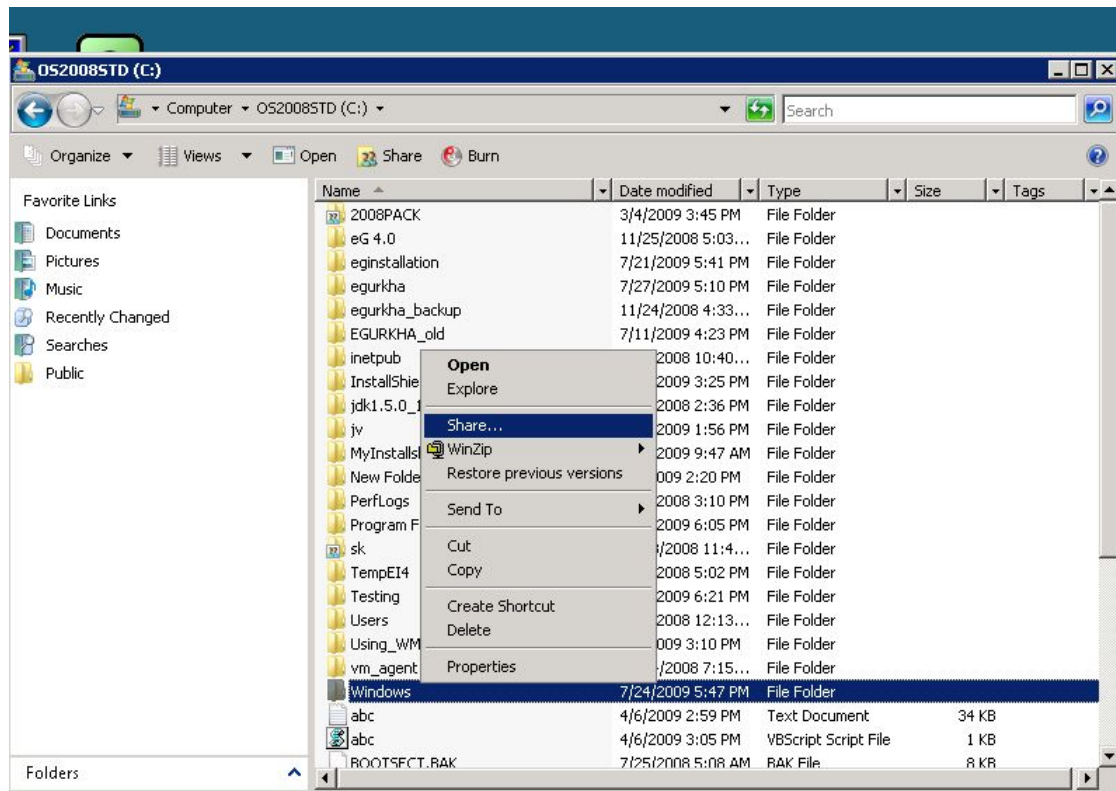 OS2008STD (C:)
Computer OS2008STD (C:)
Search
Organize Views Open Share Burn
Favorite Links
Documents
Pictures
Music
Recently Changed
Searches
Public
Folders
Name Date modified Type Size Tags
2008PACK 3/4/2009 3:45 PM File Folder
eG 4.0 11/25/2008 5:03... File Folder
eginstallation 7/21/2009 5:41 PM File Folder
egurkha 7/27/2009 5:10 PM File Folder
egurkha_backup 11/24/2008 4:33... File Folder
EGURKHA_old 7/11/2009 4:23 PM File Folder
inetpub 2008 10:40... File Folder
InstallShie 2009 3:25 PM File Folder
jdk1.5.0_1 2008 2:36 PM File Folder
jv 2009 1:56 PM File Folder
MyInstalls 2009 9:47 AM File Folder
New Folde 009 2:20 PM File Folder
PerfLogs 2008 3:10 PM File Folder
Program F 2009 6:05 PM File Folder
sk /2008 11:4... File Folder
TempEI4 2008 5:02 PM File Folder
Testing 2009 6:21 PM File Folder
Users 2008 12:13... File Folder
Using_WM 009 3:10 PM File Folder
vm_agent /2008 7:15... File Folder
Windows 7/24/2009 5:47 PM File Folder
abc 4/6/2009 2:59 PM Text Document 34 KB
abc 4/6/2009 3:05 PM VBScript Script File 1 KB
BOOTSECT.BAK 7/25/2008 5:08 AM BAK File 8 KB
Open
Explore
Share...
WinZip
Restore previous versions
Send To
Cut
Copy
Create Shortcut
Delete
Properties